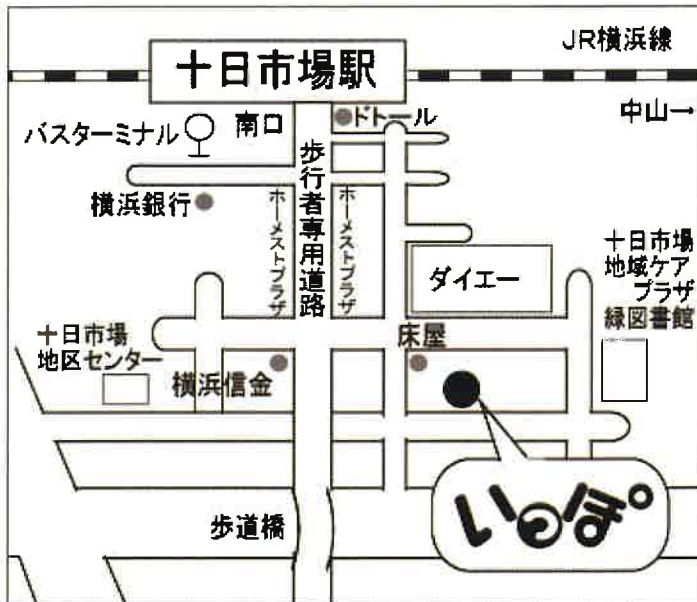 JR横浜線
十日市場駅
中山→
ドトール
南口
バスターミナル
歩行者専用道路
横浜銀行
ホーメストプラザ
ホーメストプラザ
十日市場
地域ケア
プラザ
緑図書館
ダイエー
十日市場
地区センター
床屋
横浜信金
いっぽ°
歩道橋